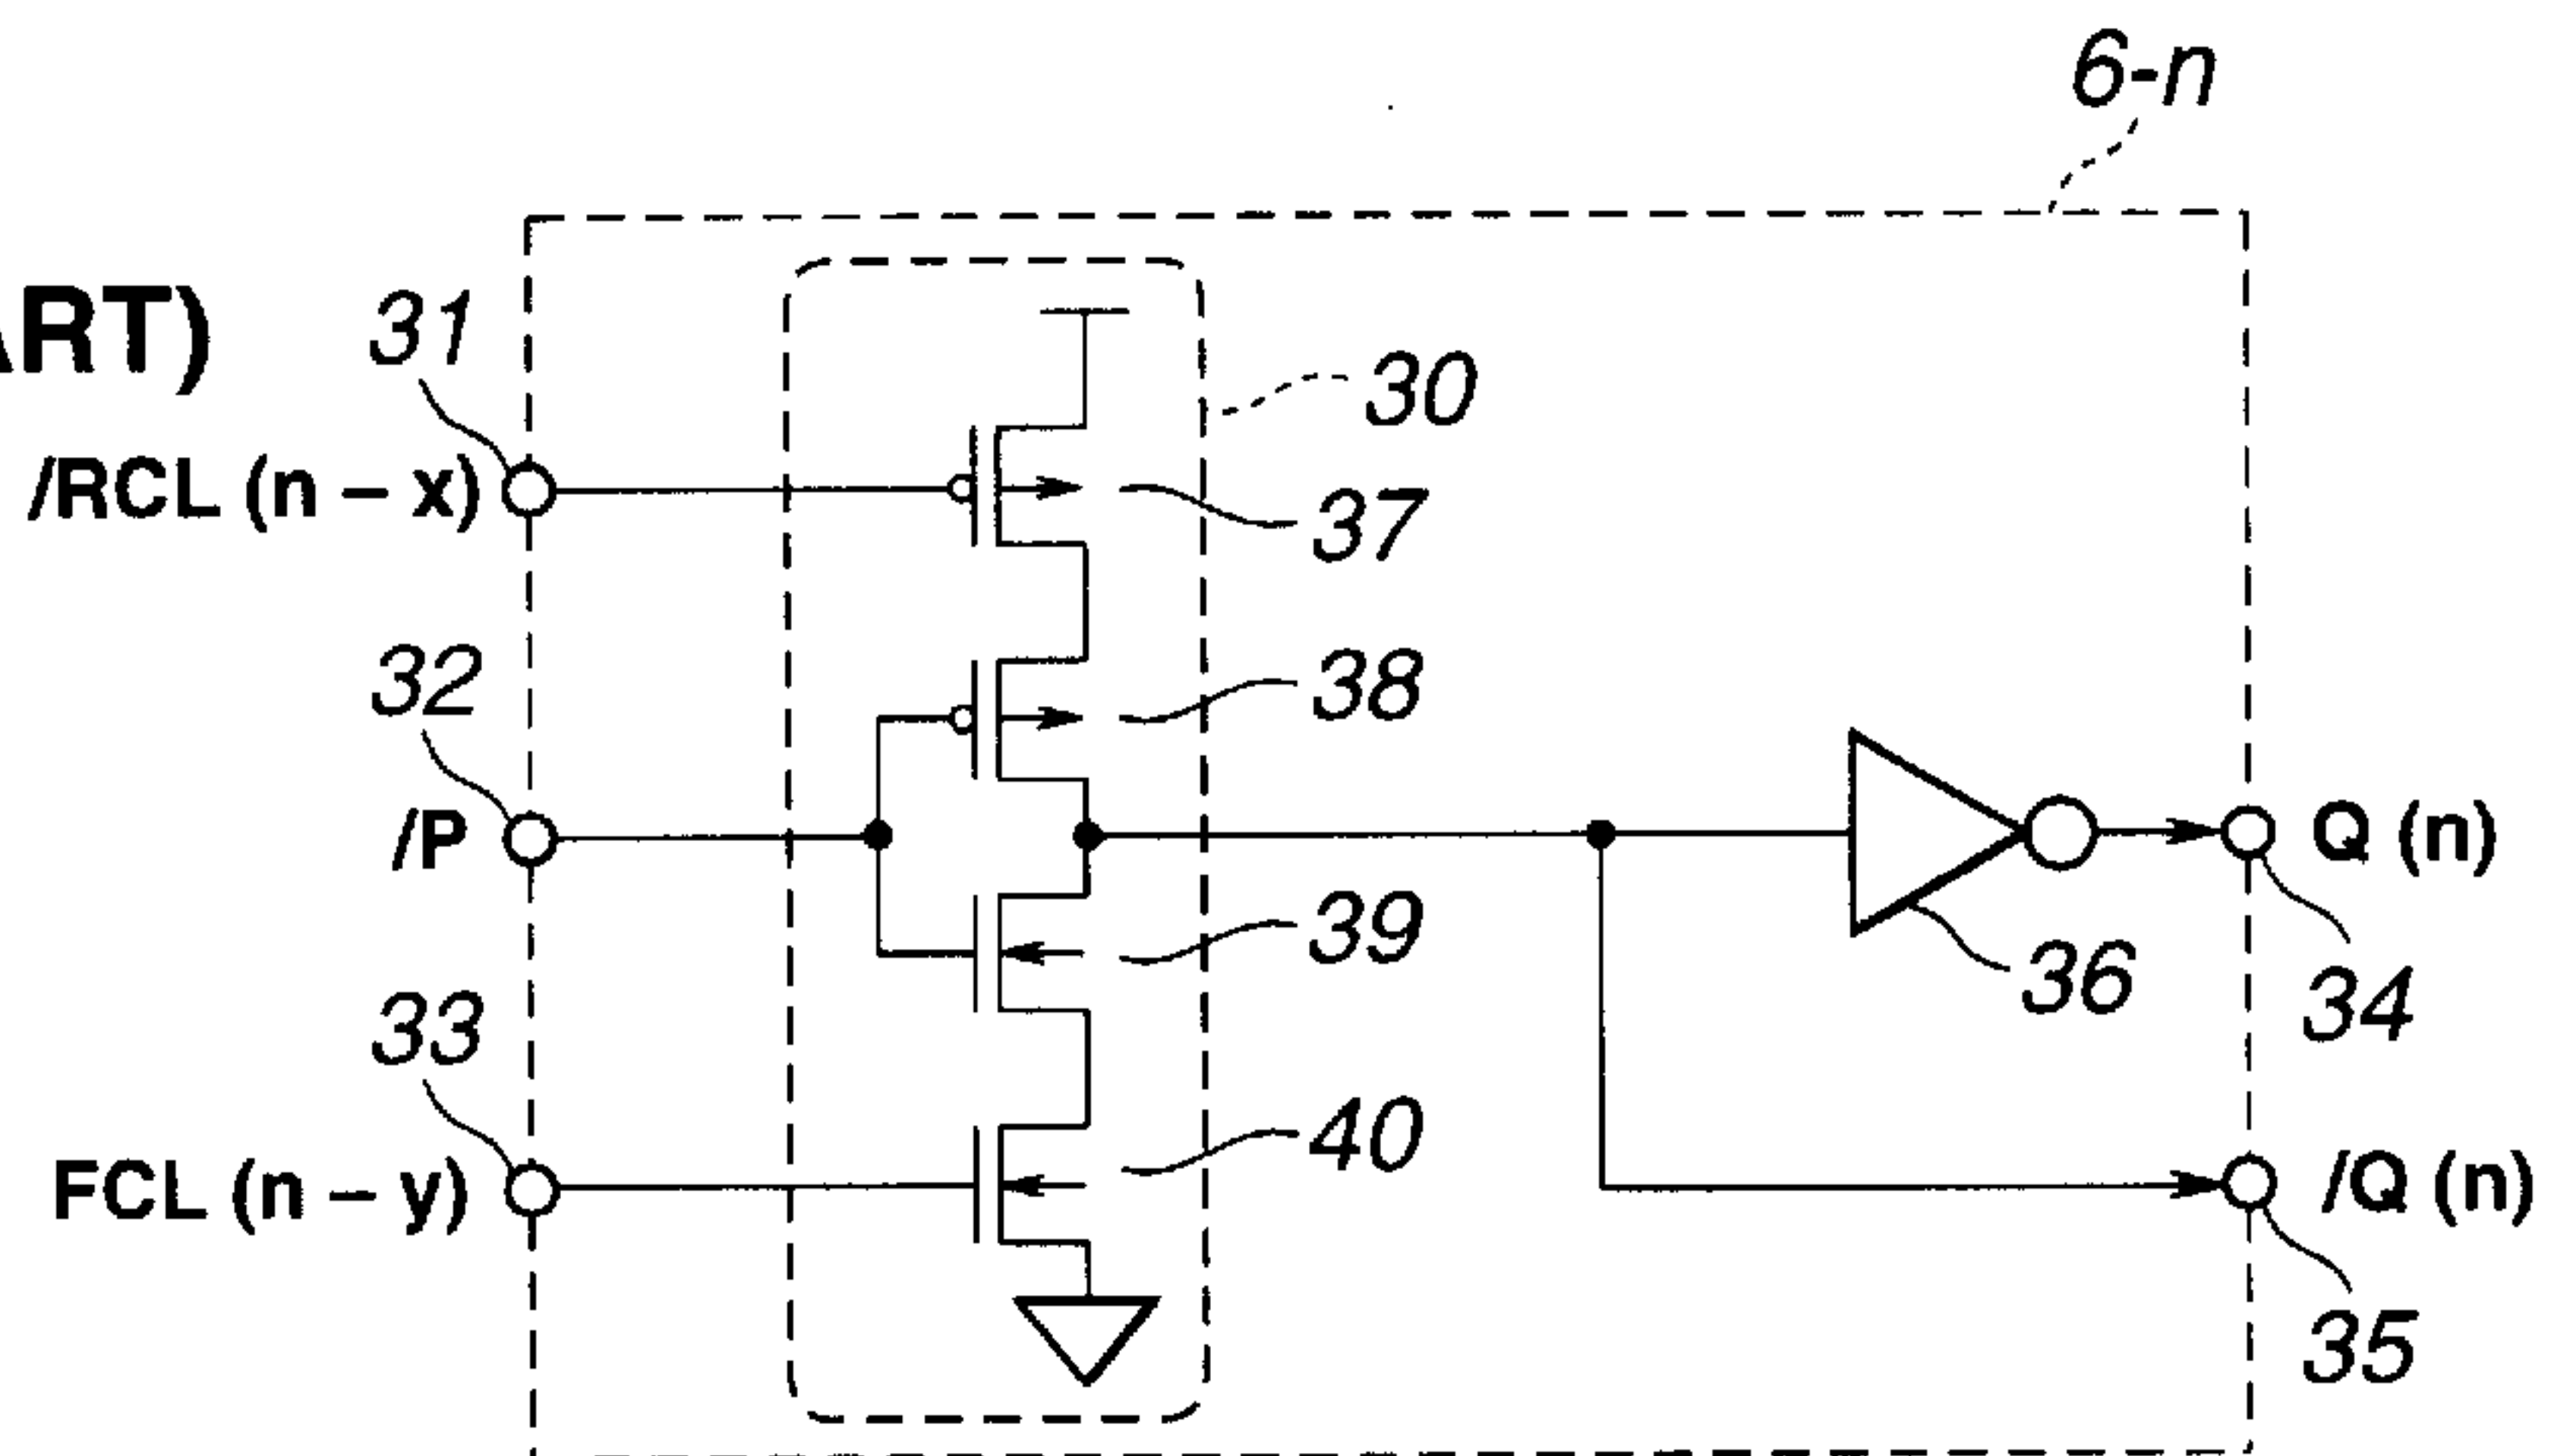 6-n
ART)
31
/RCL (n – x)
30
37
32
38
/P
Q (n)
39
36
34
33
40
FCL (n – y)
/Q (n)
35